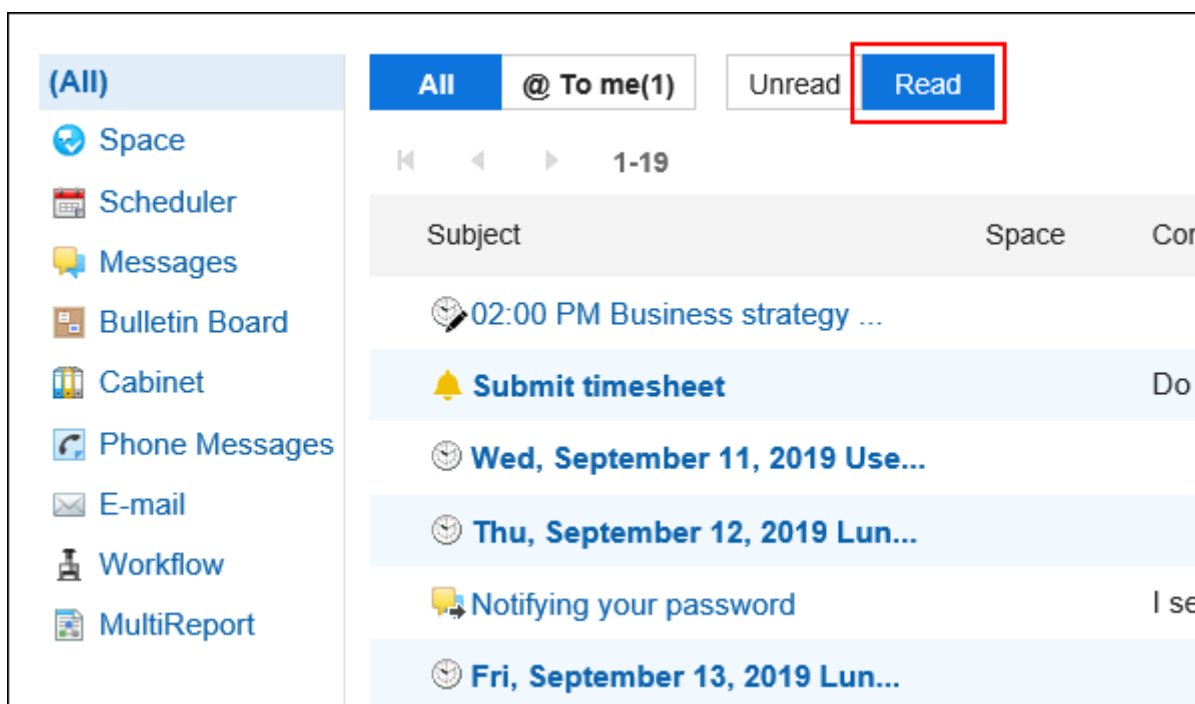 (All)
Space
Scheduler
Messages
Bulletin Board
Cabinet
Phone Messages
E-mail
Workflow
MultiReport
All @ To me(1) Unread Read
1-19
Subject Space Cor
02:00 PM Business strategy ...
Submit timesheet Do
Wed, September 11, 2019 Use...
Thu, September 12, 2019 Lun...
Notifying your password I se
Fri, September 13, 2019 Lun...